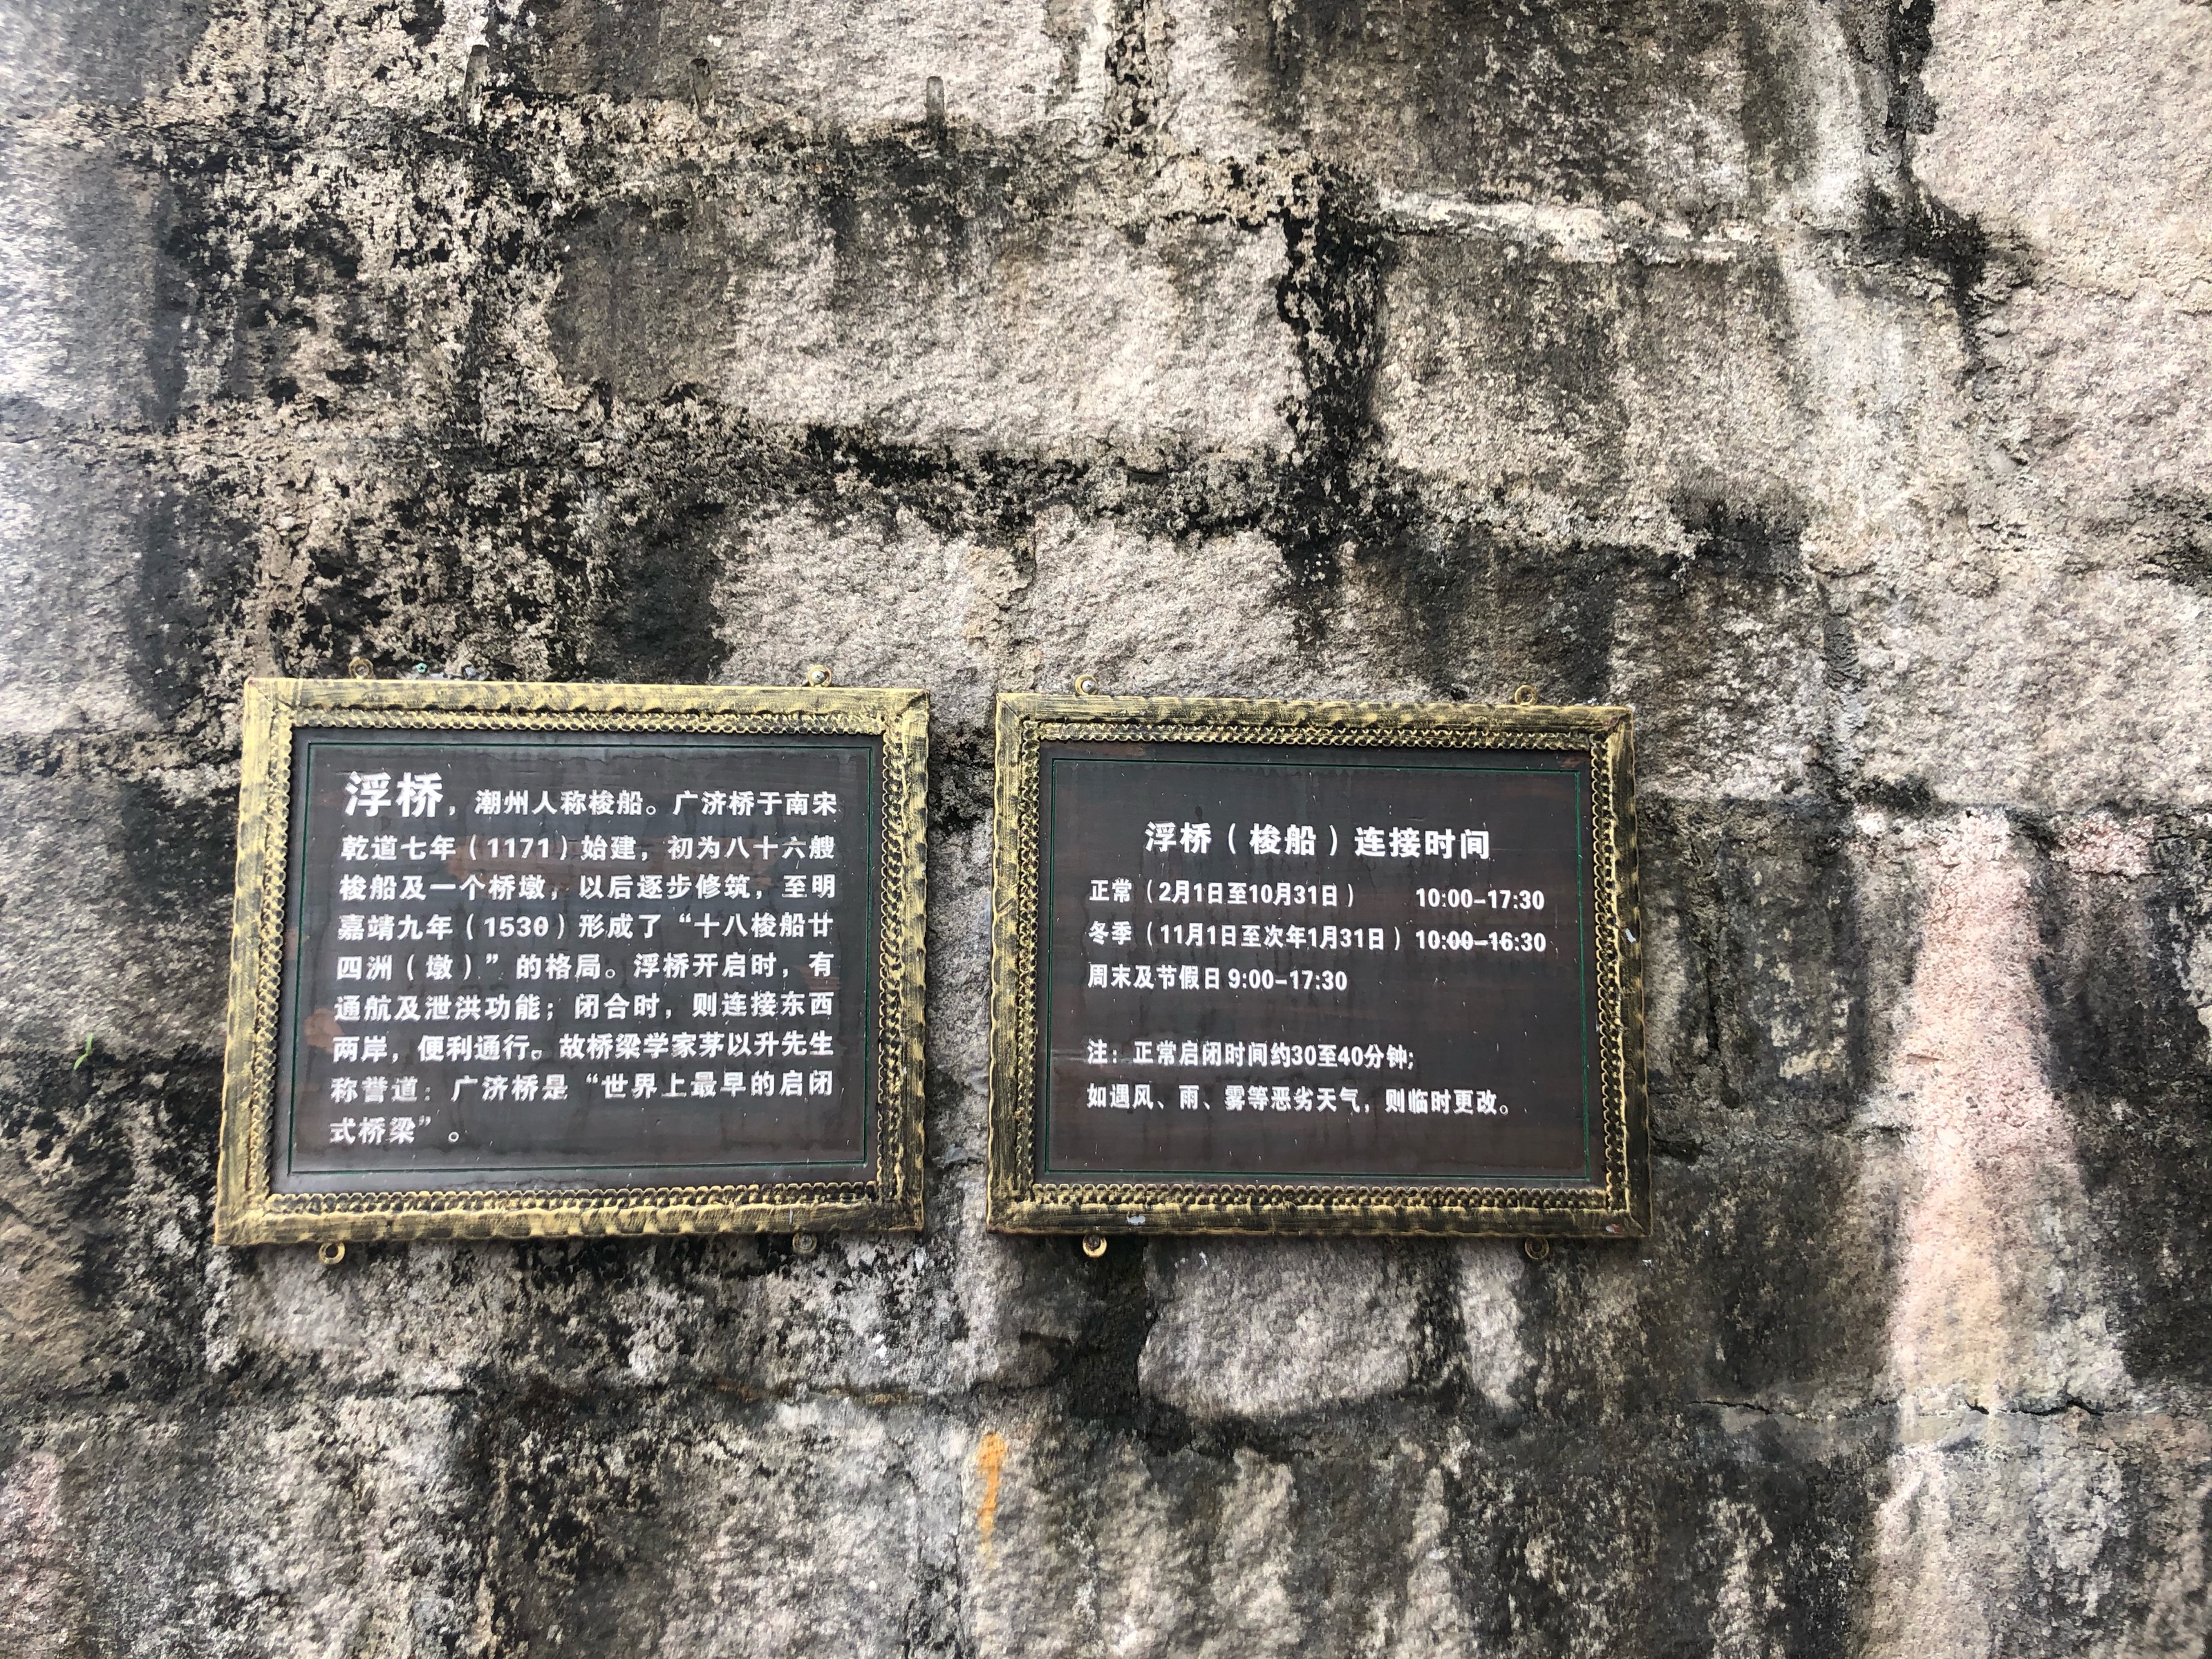 浮桥，潮州人称梭船。广济桥于南宋
乾道七年（1171）始建，初为八十六艘
梭船及一个桥墩，以后逐步修筑，至明
嘉靖九年（1530）形成了“十八梭船廿
四洲（墩）”的格局。浮桥开启时，有
通航及泄洪功能；闭合时，则连接东西
两岸，便利通行。故桥梁学家茅以升先生
称誉道：广济桥是“世界上最早的启闭
式桥梁”。
浮桥（梭船）连接时间
正常（2月1日至10月31日） 10:00-17:30
冬季（11月1日至次年1月31日）10:00-16:30
周末及节假日 9:00-17:30
注：正常启闭时间约30至40分钟;
如遇风、雨、雾等恶劣天气，则临时更改。